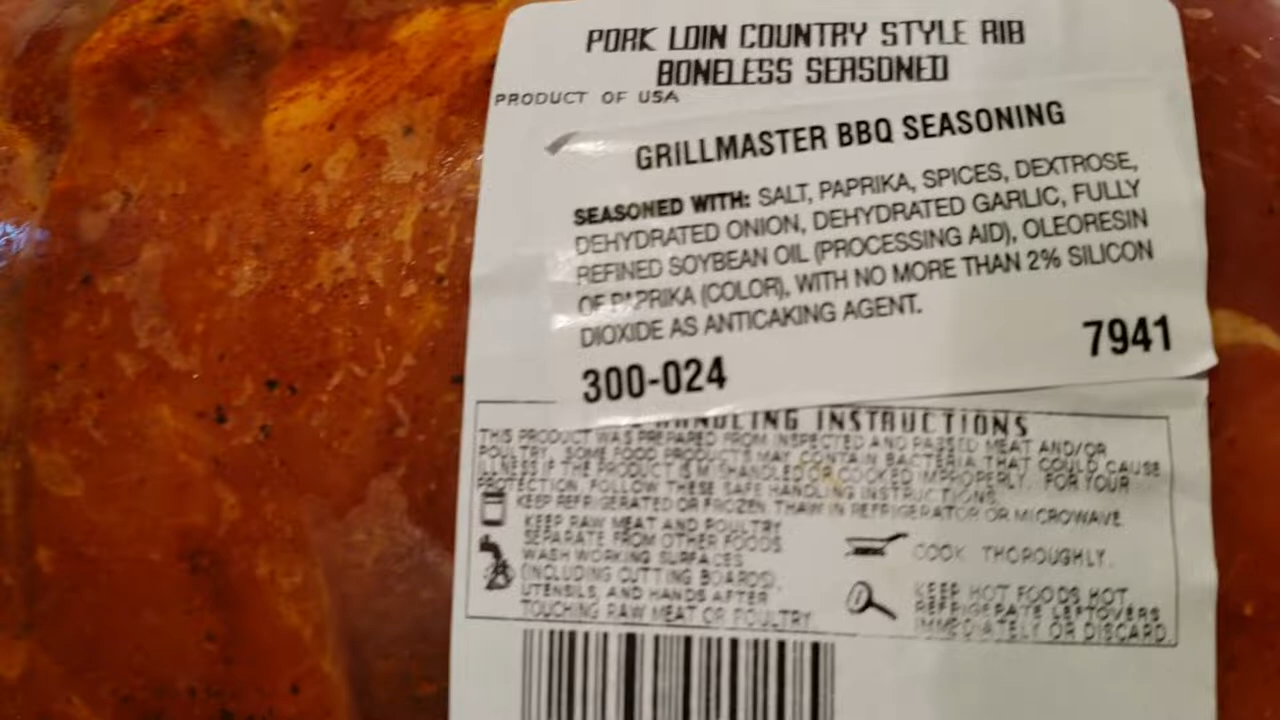 PORK LOIN COUNTRY STYLE RIB
BONELESS SEASONED
PRODUCT OF USA
GRILLMASTER BBQ SEASONING
SEASONED WITH: SALT, PAPRIKA, SPICES, DEXTROSE,
DEHYDRATED ONION, DEHYDRATED GARLIC, FULLY
REFINED SOYBEAN OIL (PROCESSING AID), OLEORESIN
OF PAPRIKA (COLOR), WITH NO MORE THAN 2% SILICON
DIOXIDE AS ANTICAKING AGENT.
300-024
7941
HANDLING INSTRUCTIONS
THIS PRODUCT WAS PREPARED FROM INSPECTED AND PASSED MEAT AND/OR
POULTRY. SOME FOOD PRODUCTS MAY CONTAIN BACTERIA THAT COULD CAUSE
ILLNESS IF THE PRODUCT IS MISHANDLED OR COOKED IMPROPERLY. FOR YOUR
PROTECTION, FOLLOW THESE SAFE HANDLING INSTRUCTIONS.
KEEP REFRIGERATED OR FROZEN. THAW IN REFRIGERATOR OR MICROWAVE.
KEEP RAW MEAT AND POULTRY
SEPARATE FROM OTHER FOODS.
WASH WORKING SURFACES
(INCLUDING CUTTING BOARDS),
UTENSILS, AND HANDS AFTER
TOUCHING RAW MEAT OR POULTRY.
COOK THOROUGHLY.
KEEP HOT FOODS HOT.
REFRIGERATE LEFTOVERS
IMMEDIATELY OR DISCARD.